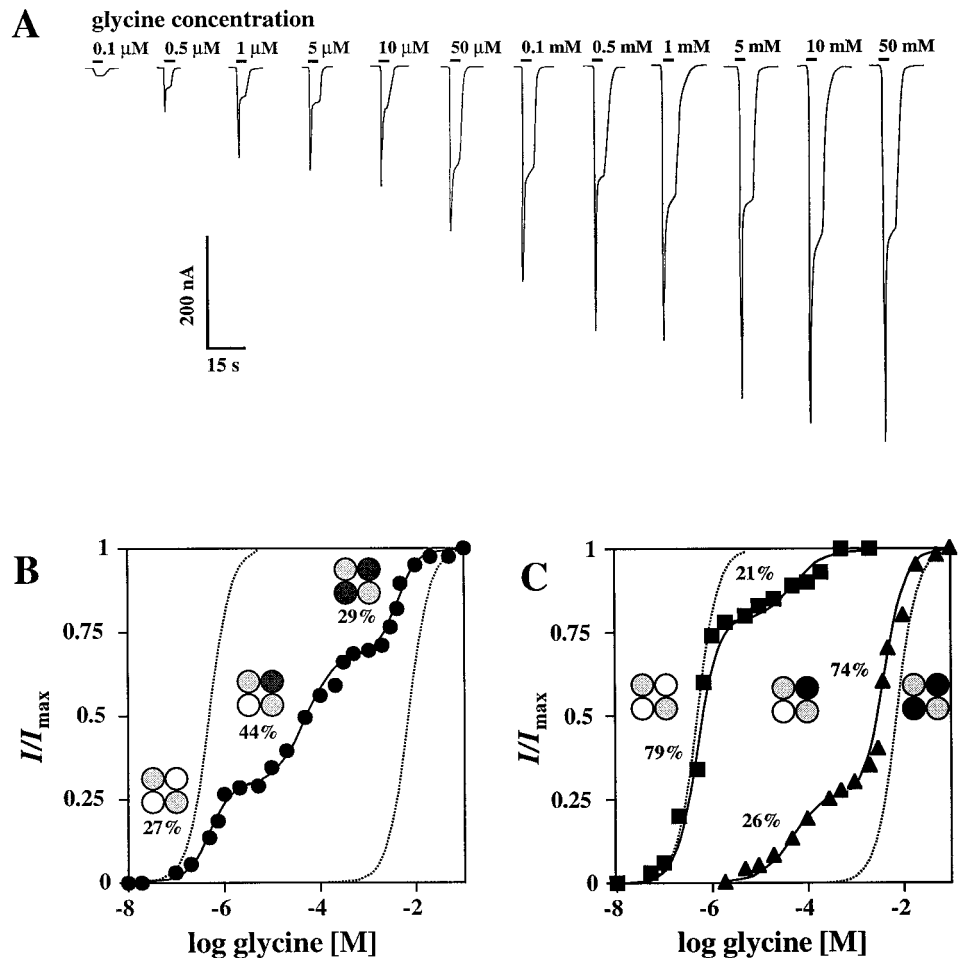 A
glycine concentration
0.1 µM 0.5 µM 1 µM 5 µM 10 µM 50 µM 0.1 mM 0.5 mM 1 mM 5 mM 10 mM 50 mM
200 nA
15 s
B
I/Imax
1
0.75
0.5
0.25
0
29%
44%
27%
-8 -6 -4 -2
log glycine [M]
C
I/Imax
1
0.75
0.5
0.25
0
21%
74%
79%
26%
-8 -6 -4 -2
log glycine [M]